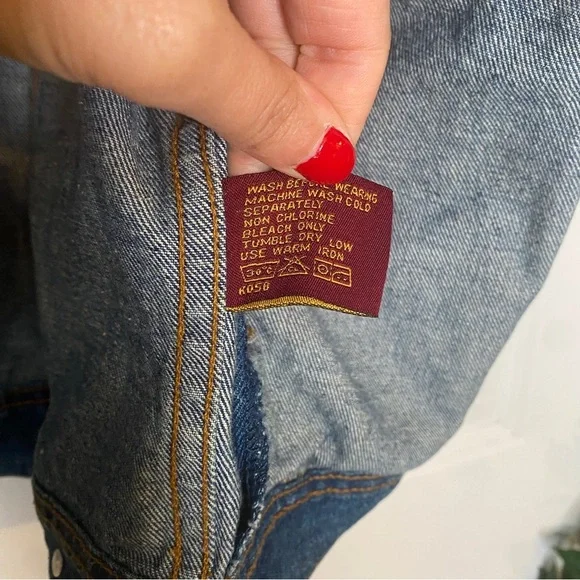 WASH BEFORE WEARING
MACHINE WASH COLD
SEPARATELY
NON CHLORINE
BLEACH ONLY
TUMBLE DRY LOW
USE WARM IRON
30°C CL
K058